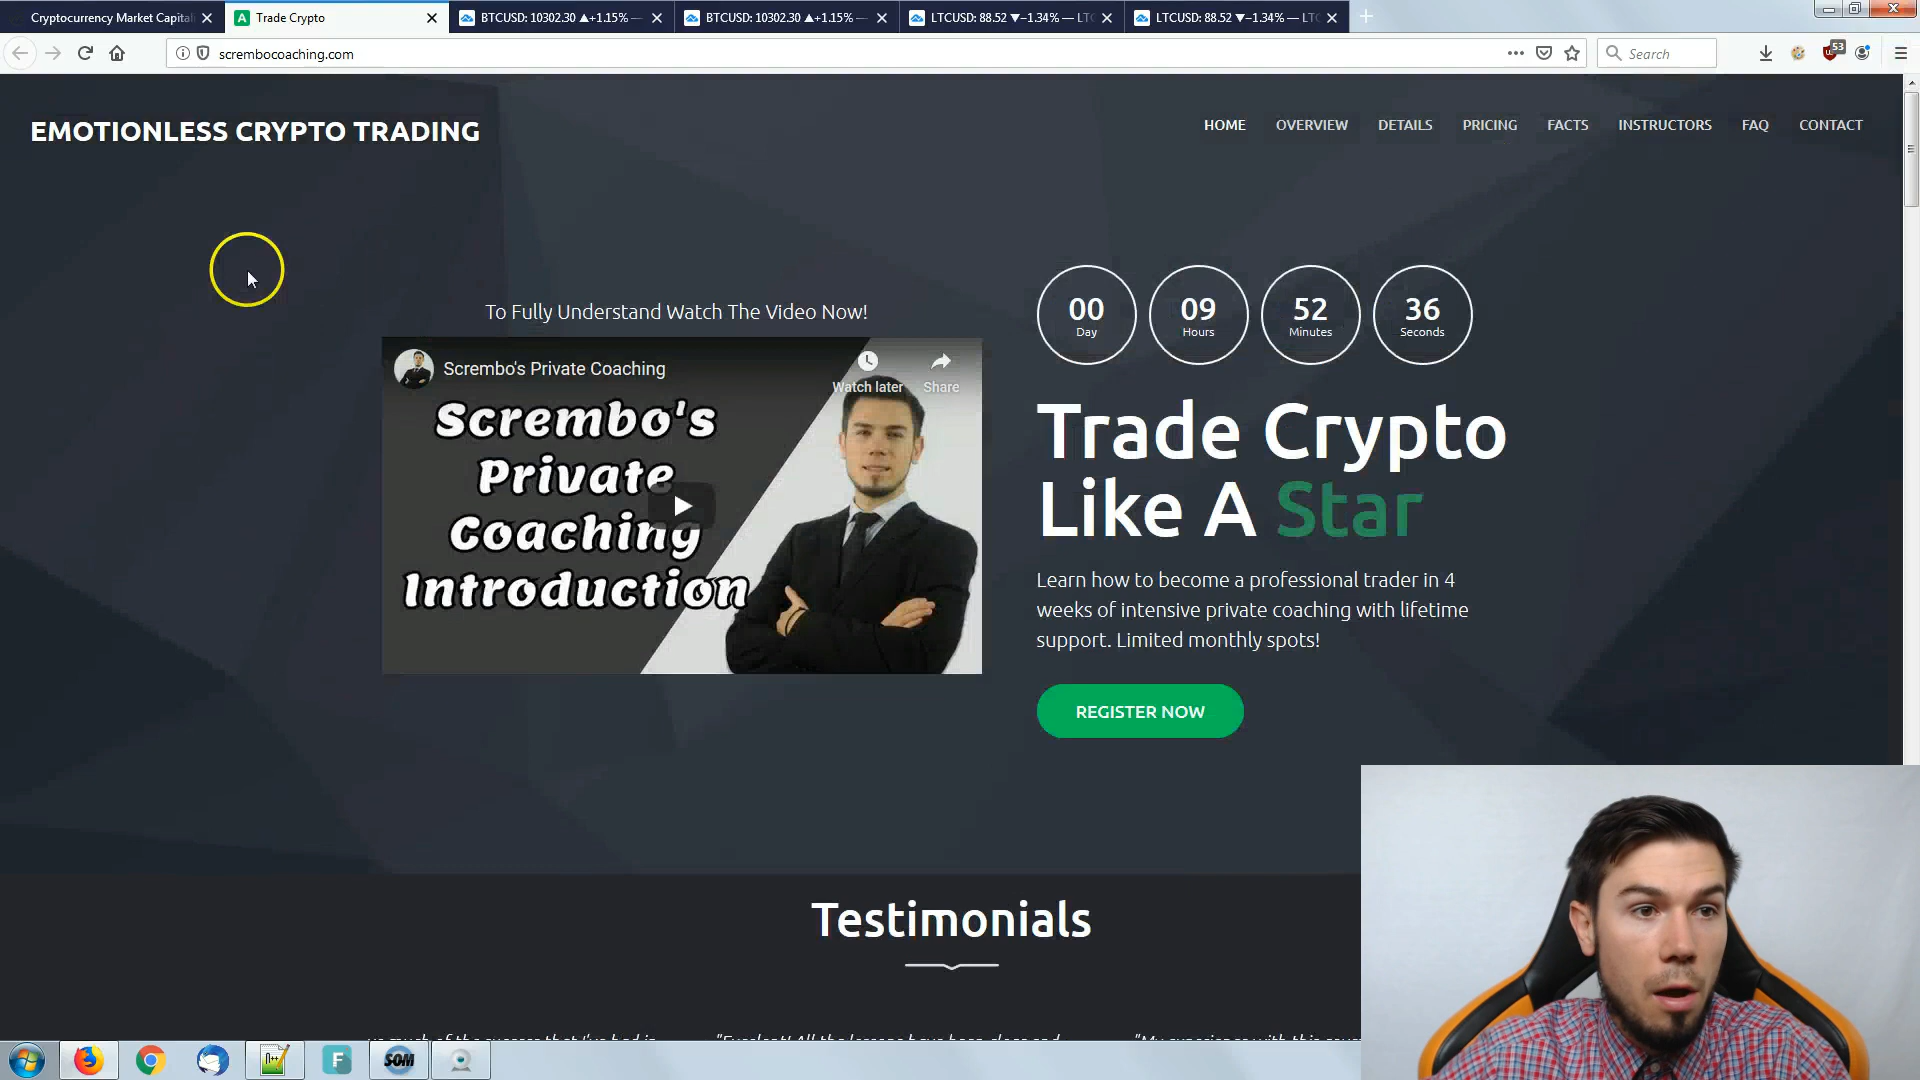 Cryptocurrency Market Capital
Trade Crypto
BTCUSD: 10302.30 ▲+1.15% —
BTCUSD: 10302.30 ▲+1.15% —
LTCUSD: 88.52 ▼−1.34% — LTC
LTCUSD: 88.52 ▼−1.34% — LTC
scrembocoaching.com
Search
53
EMOTIONLESS CRYPTO TRADING
HOME
OVERVIEW
DETAILS
PRICING
FACTS
INSTRUCTORS
FAQ
CONTACT
To Fully Understand Watch The Video Now!
Scrembo's Private Coaching
Watch later
Share
Scrembo's
Private
Coaching
Introduction
00
Day
09
Hours
52
Minutes
36
Seconds
Trade Crypto
Like A Star
Learn how to become a professional trader in 4
weeks of intensive private coaching with lifetime
support. Limited monthly spots!
REGISTER NOW
Testimonials
SOM